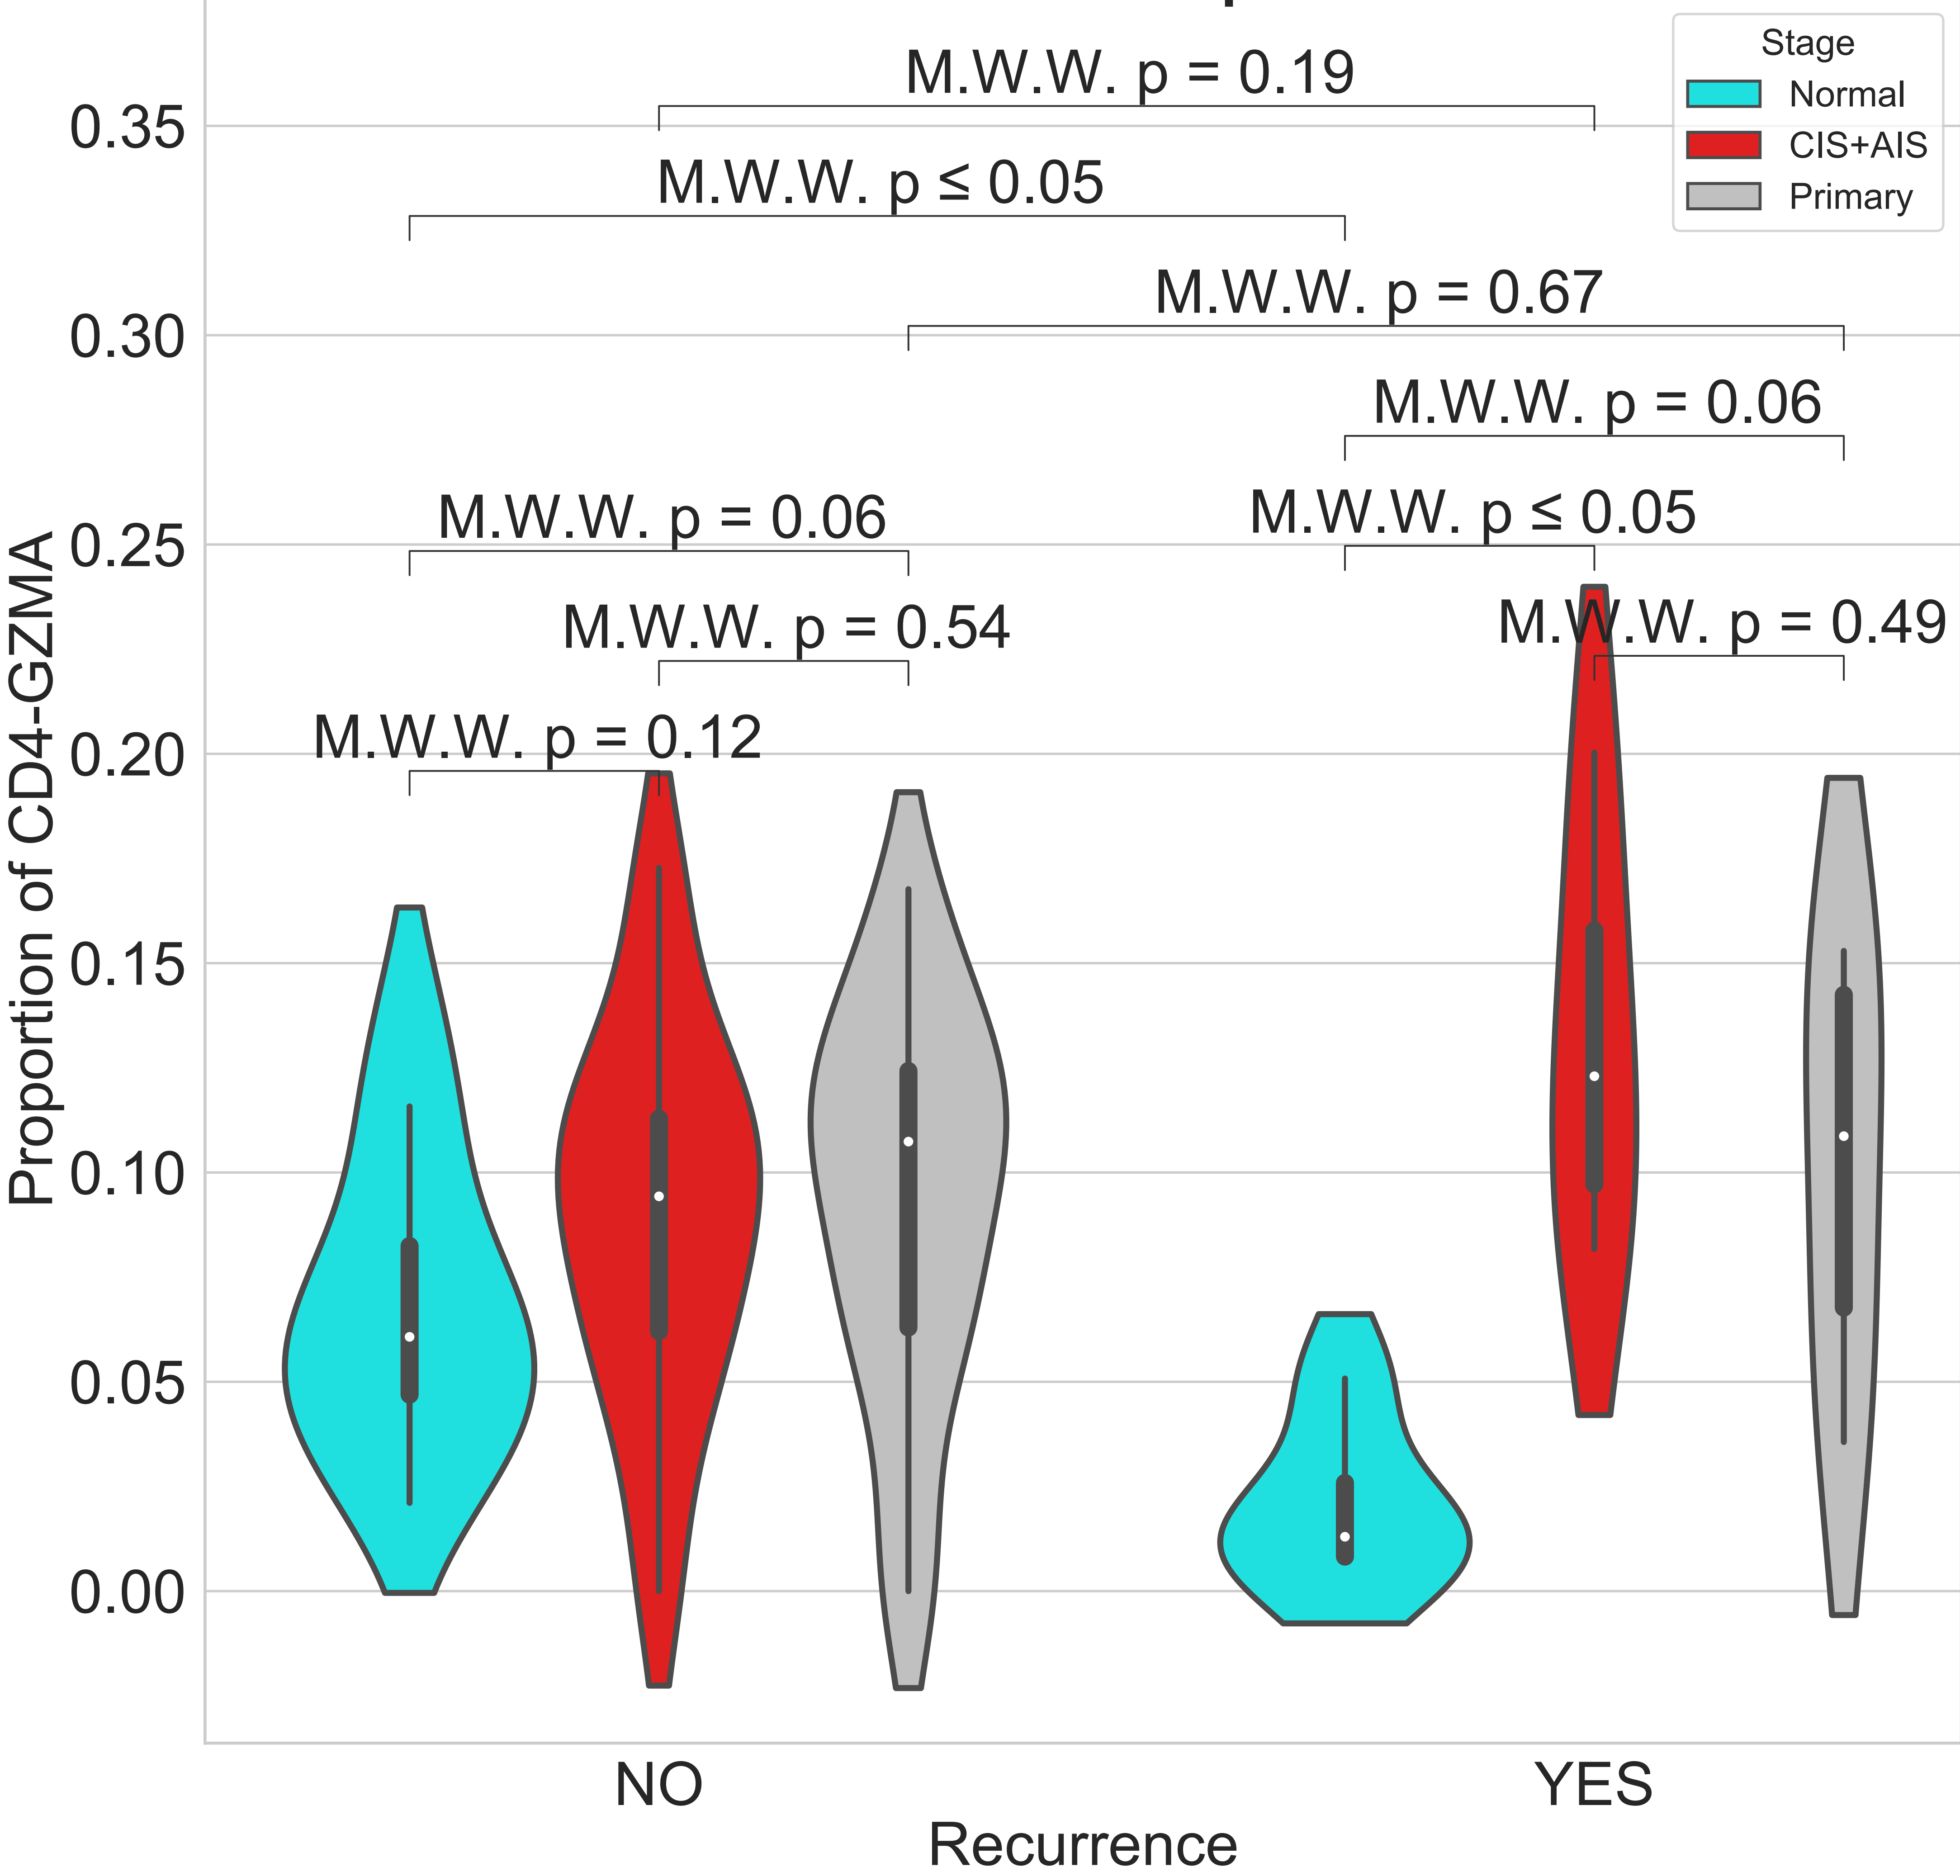 Stage
Normal
CIS+AIS
Primary
M.W.W. p = 0.19
M.W.W. p ≤ 0.05
M.W.W. p = 0.67
M.W.W. p = 0.06
M.W.W. p = 0.06
M.W.W. p ≤ 0.05
M.W.W. p = 0.54
M.W.W. p = 0.49
M.W.W. p = 0.12
Proportion of CD4-GZMA
0.35
0.30
0.25
0.20
0.15
0.10
0.05
0.00
NO
YES
Recurrence